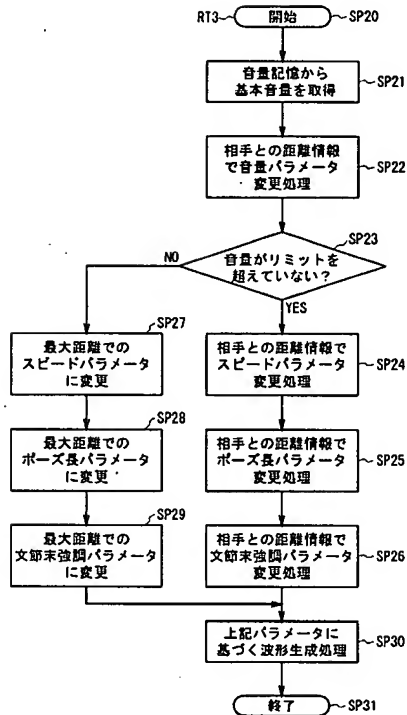 RT3
開始
SP20
音量記憶から
基本音量を取得
SP21
相手との距離情報
で音量パラメータ
変更処理
SP22
音量がリミットを
超えていない?
SP23
NO
YES
最大距離での
スピードパラメータ
に変更
SP27
相手との距離情報で
スピードパラメータ
変更処理
SP24
最大距離での
ポーズ長パラメータ
に変更
SP28
相手との距離情報で
ポーズ長パラメータ
変更処理
SP25
最大距離での
文節末強調パラメータ
に変更
SP29
相手との距離情報で
文節末強調パラメータ
変更処理
SP26
上記パラメータに
基づく波形生成処理
SP30
終了
SP31